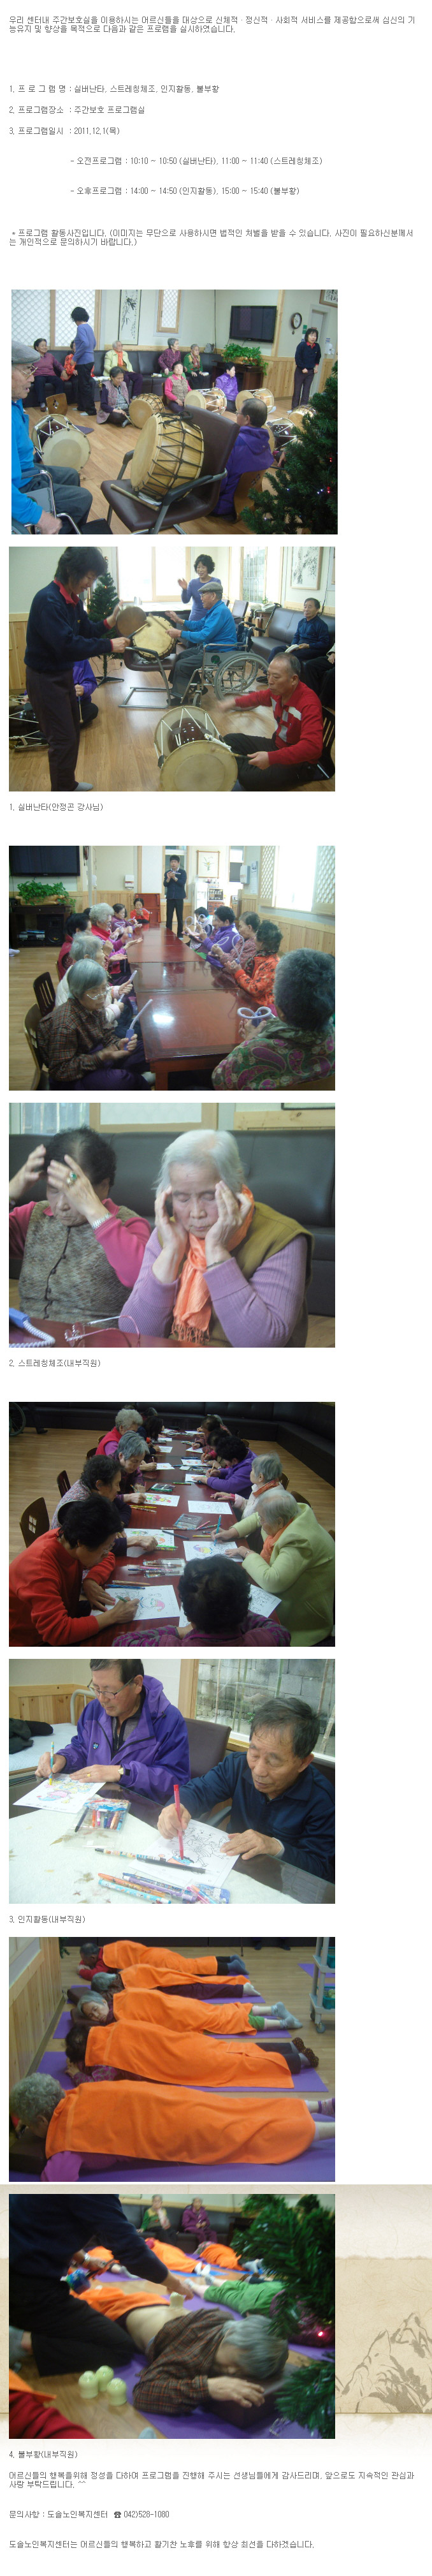 우리 센터내 주간보호실을 이용하시는 어르신들을 대상으로 신체적 · 정신적 · 사회적 서비스를 제공함으로써 심신의 기
능유지 및 향상을 목적으로 다음과 같은 프로램을 실시하였습니다.
1. 프 로 그 램 명 : 실버난타, 스트레칭체조, 인지활동, 불부황
2. 프로그램장소 : 주간보호 프로그램실
3. 프로그램일시 : 2011.12.1(목)
- 오전프로그램 : 10:10 ~ 10:50 (실버난타), 11:00 ~ 11:40 (스트레칭체조)
- 오후프로그램 : 14:00 ~ 14:50 (인지활동), 15:00 ~ 15:40 (불부황)
* 프로그램 활동사진입니다. (이미지는 무단으로 사용하시면 법적인 처벌을 받을 수 있습니다. 사진이 필요하신분께서
는 개인적으로 문의하시기 바랍니다.)
1. 실버난타(안정곤 강사님)
2. 스트레칭체조(내부직원)
3. 인지활동(내부직원)
4. 불부황(내부직원)
어르신들의 행복을위해 정성을 다하여 프로그램을 진행해 주시는 선생님들에게 감사드리며, 앞으로도 지속적인 관심과
사랑 부탁드립니다. ^^
문의사항 : 도솔노인복지센터 ☎ 042)528-1080
도솔노인복지센터는 어르신들의 행복하고 활기찬 노후를 위해 항상 최선을 다하겠습니다.